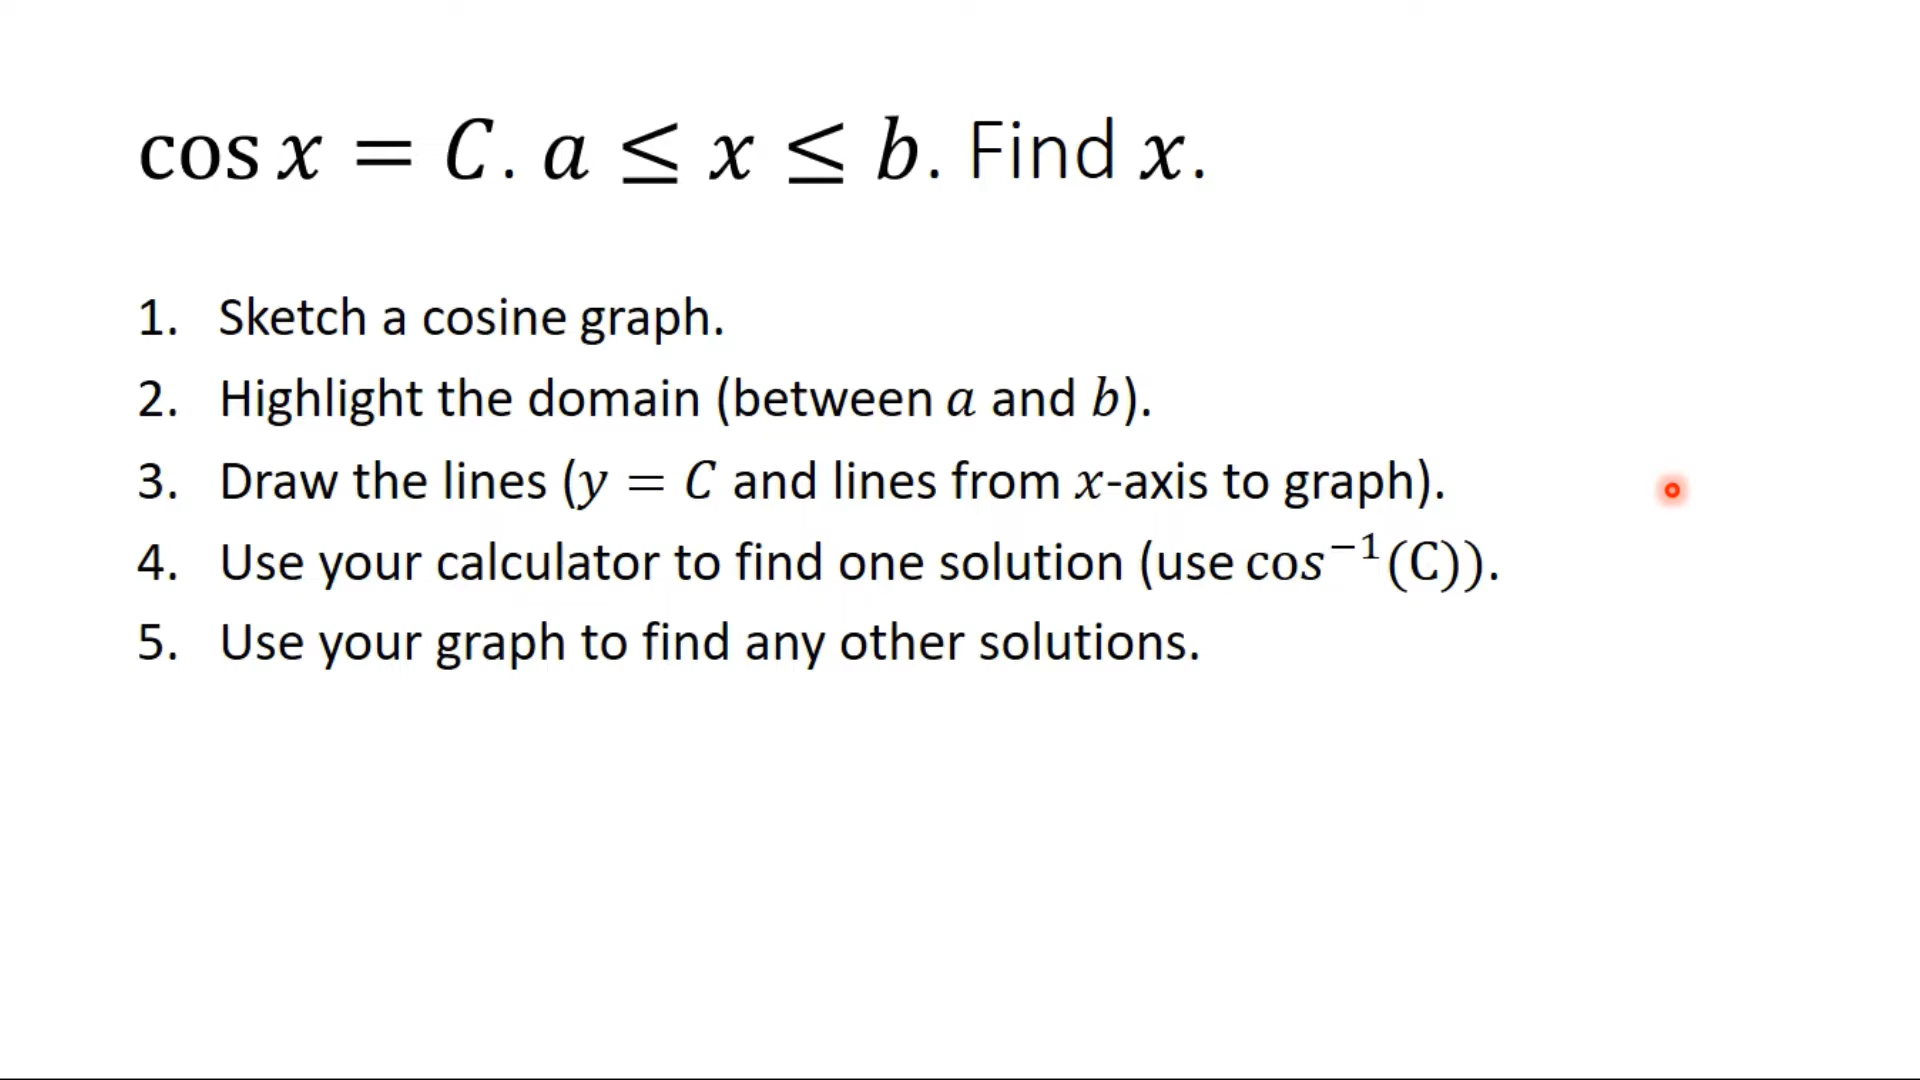 cos x = C. a ≤ x ≤ b. Find x.
1. Sketch a cosine graph.
2. Highlight the domain (between a and b).
3. Draw the lines (y = C and lines from x-axis to graph).
4. Use your calculator to find one solution (use cos⁻¹(C)).
5. Use your graph to find any other solutions.